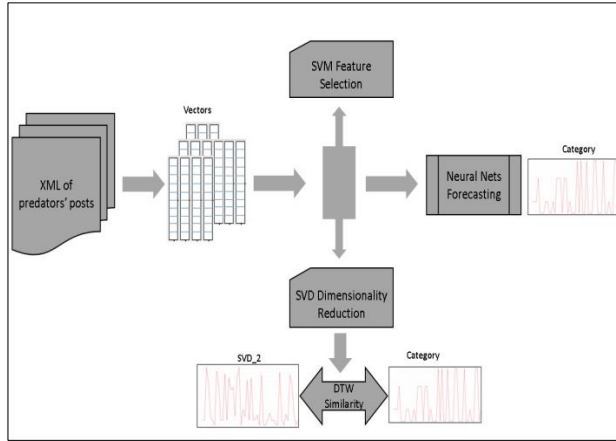 SVM Feature
Selection
Vectors
XML of
predators' posts
Category
Neural Nets
Forecasting
SVD Dimensionality
Reduction
SVD_2
DTW
Similarity
Category